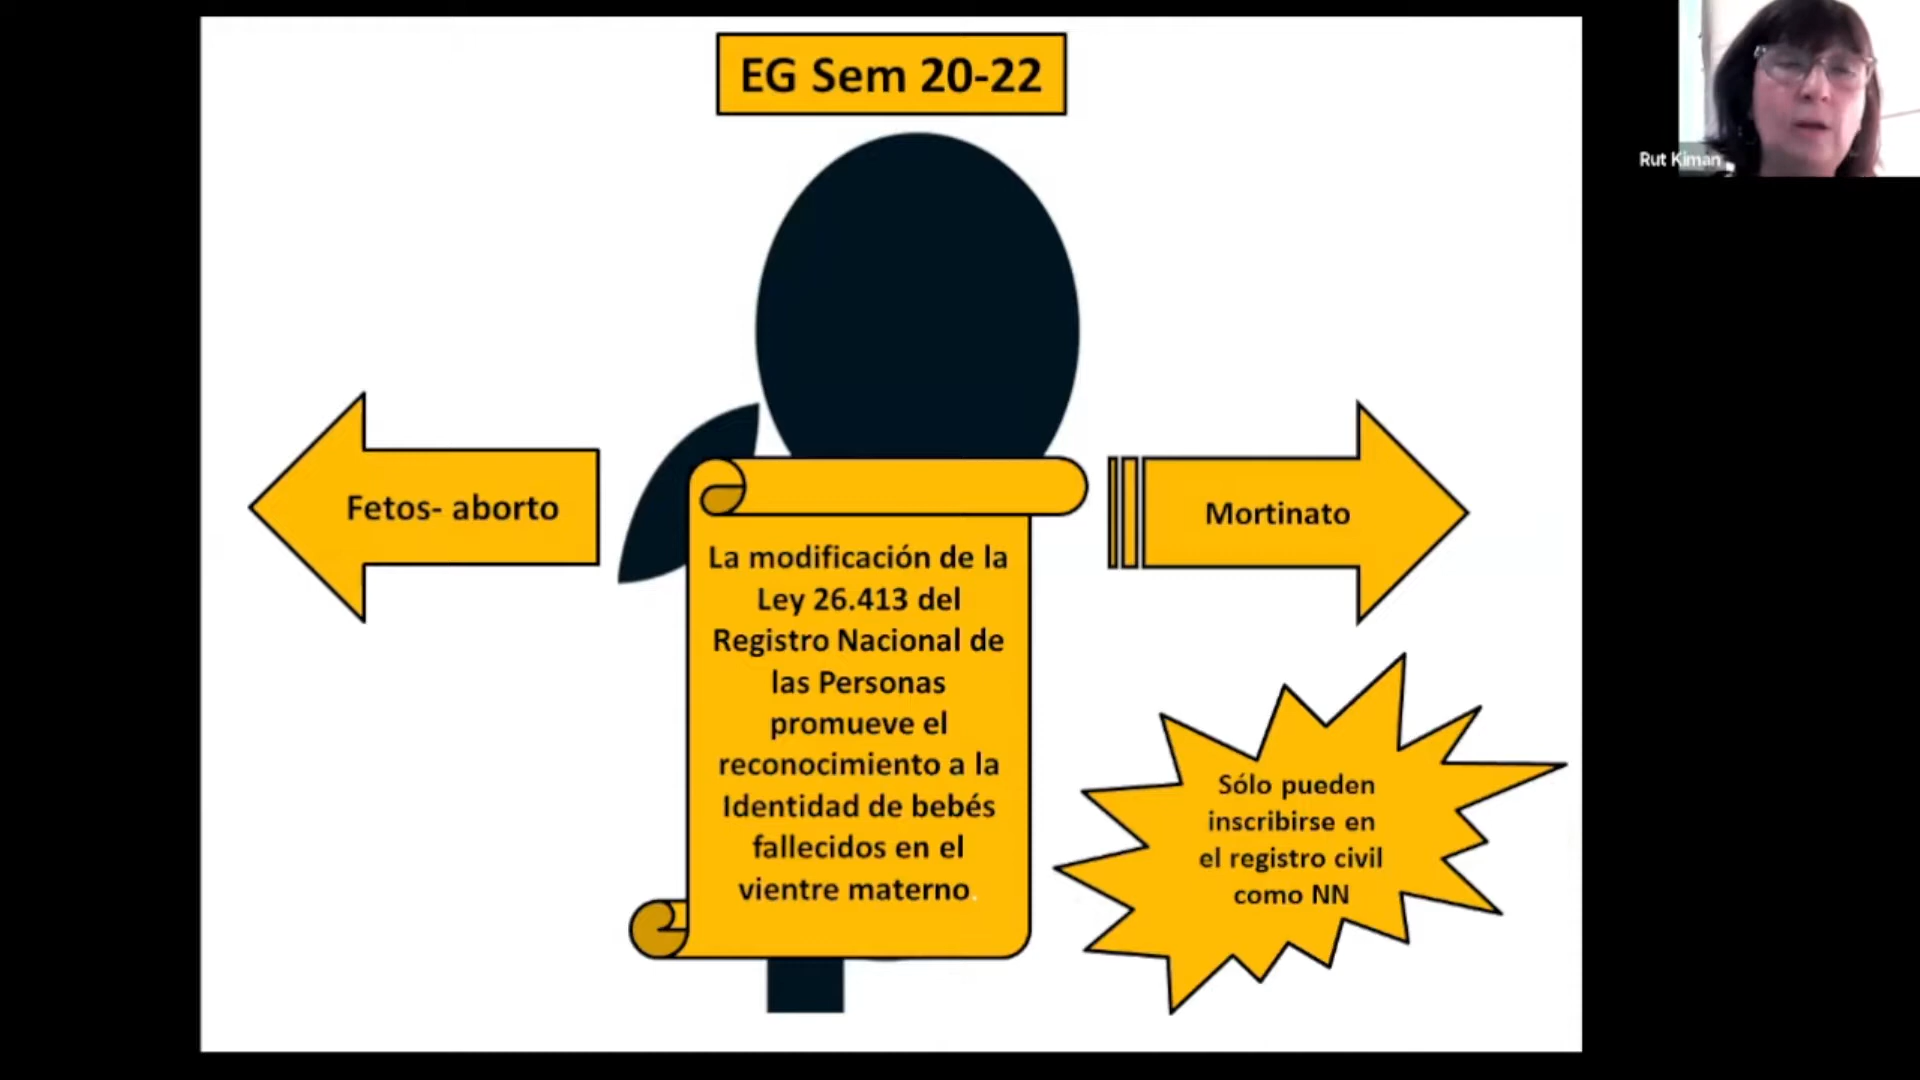 EG Sem 20-22
Rut Kiman
Fetos- aborto
Mortinato
La modificación de la
Ley 26.413 del
Registro Nacional de
las Personas
promueve el
reconocimiento a la
Identidad de bebés
fallecidos en el
vientre materno.
Sólo pueden
inscribirse en
el registro civil
como NN